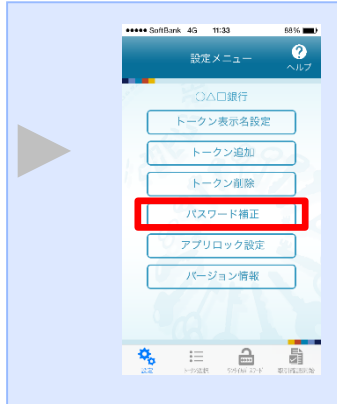 SoftBank 4G 11:33 88%
設定メニュー
?
ヘルプ
○△□銀行
トークン表示名設定
トークン追加
トークン削除
パスワード補正
アプリロック設定
バージョン情報
設定